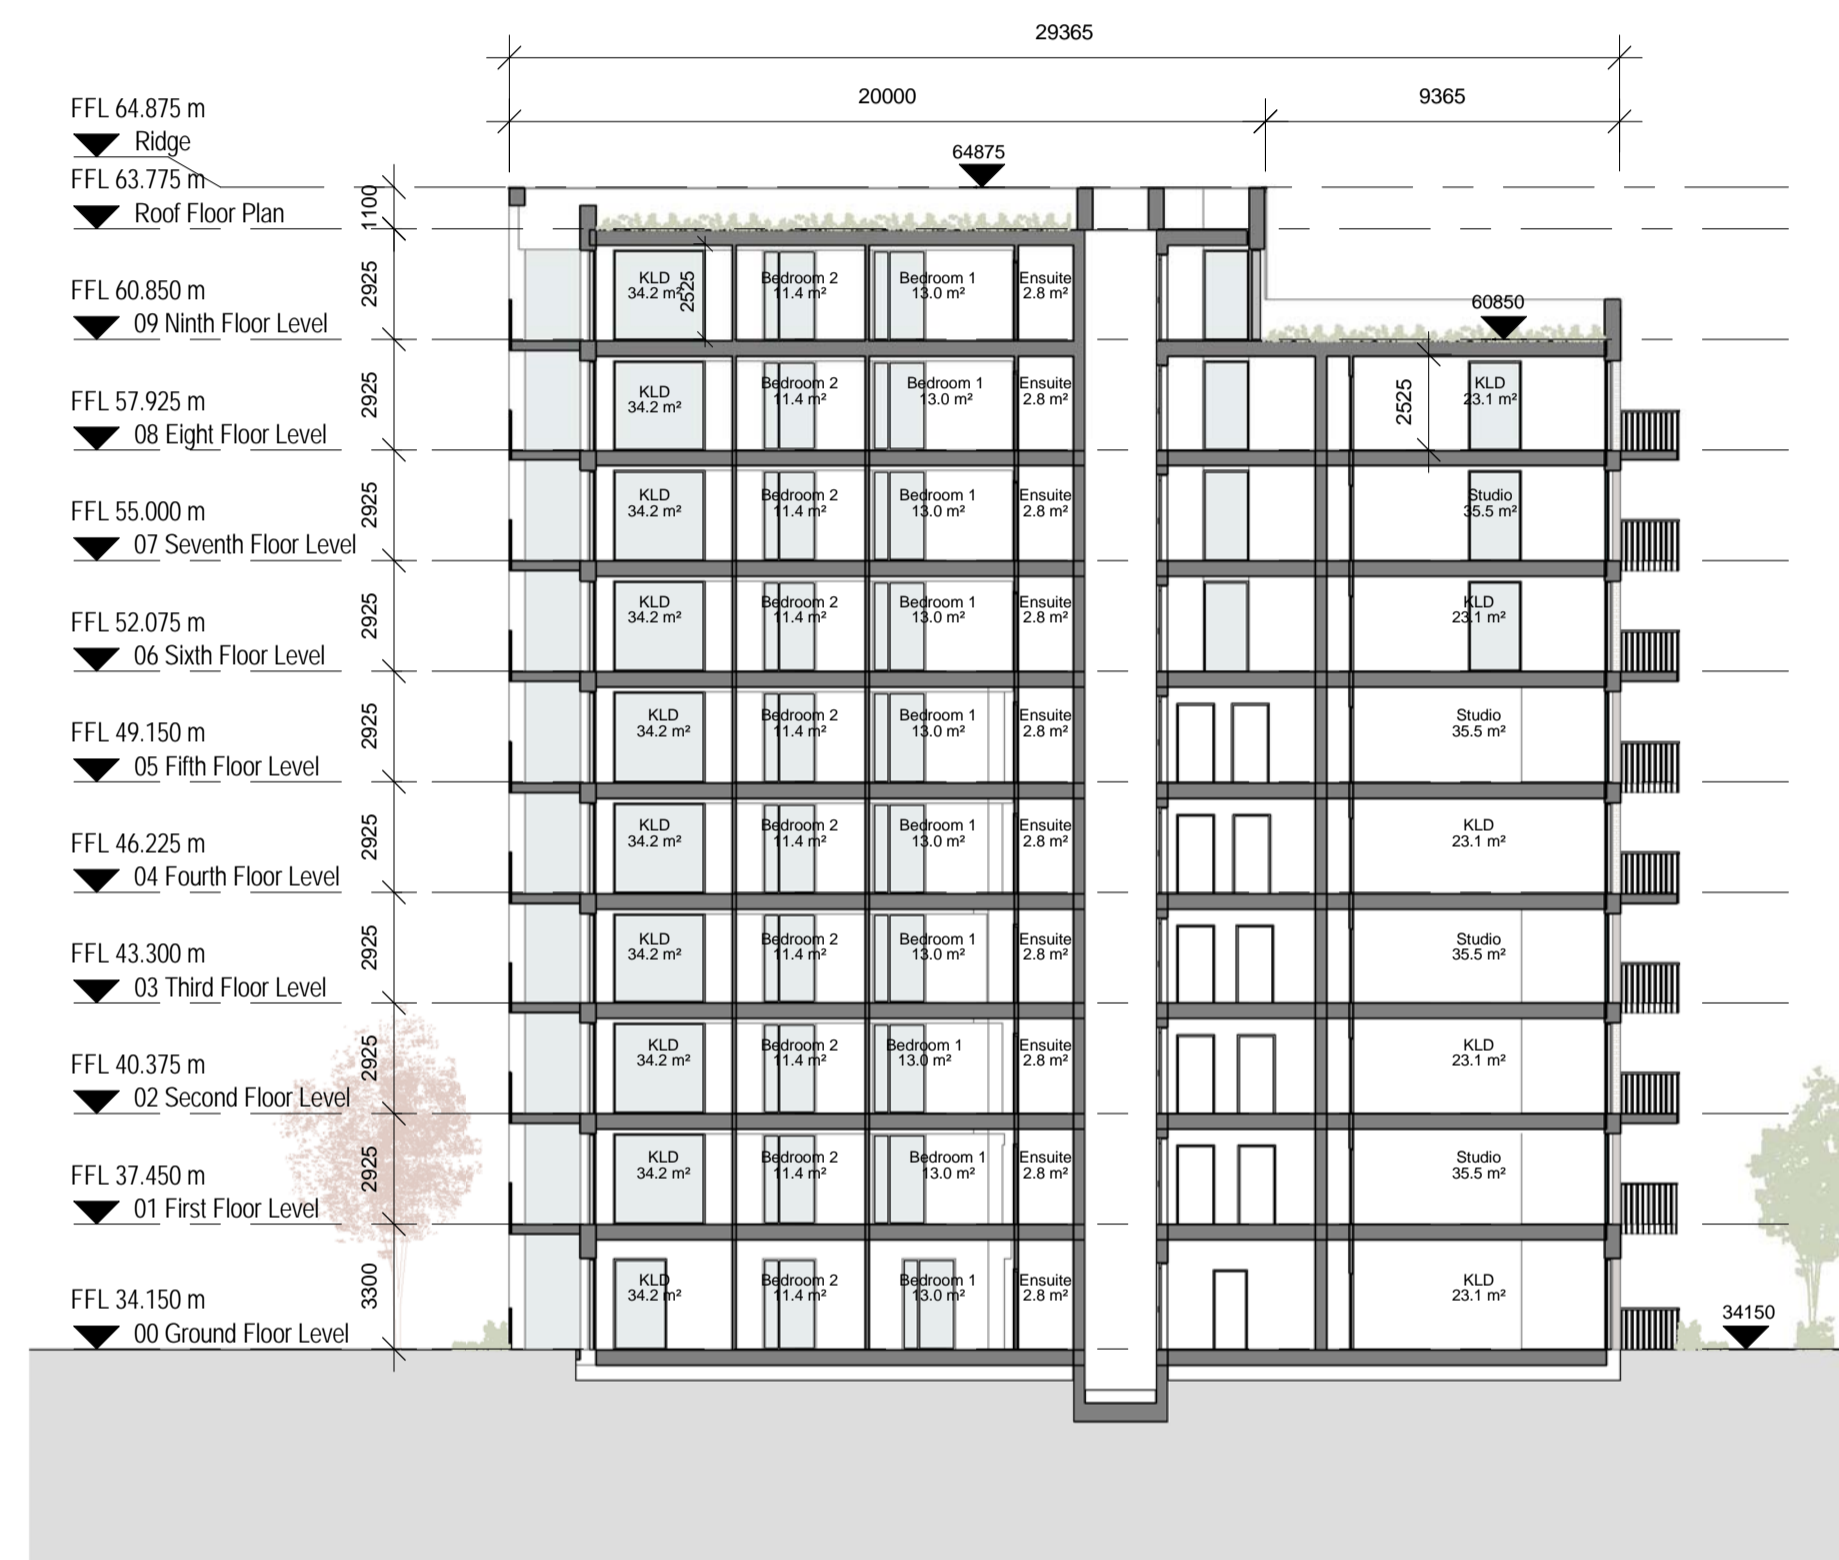 29365
20000
9365
64875
FFL 64.875 m
Ridge
FFL 63.775 m
Roof Floor Plan
1100
FFL 60.850 m
09 Ninth Floor Level
2925
KLD
34.2 m²
2525
Bedroom 2
11.4 m²
Bedroom 1
13.0 m²
Ensuite
2.8 m²
60850
FFL 57.925 m
08 Eight Floor Level
2925
KLD
34.2 m²
Bedroom 2
11.4 m²
Bedroom 1
13.0 m²
Ensuite
2.8 m²
2525
KLD
23.1 m²
FFL 55.000 m
07 Seventh Floor Level
2925
KLD
34.2 m²
Bedroom 2
11.4 m²
Bedroom 1
13.0 m²
Ensuite
2.8 m²
Studio
35.5 m²
FFL 52.075 m
06 Sixth Floor Level
2925
KLD
34.2 m²
Bedroom 2
11.4 m²
Bedroom 1
13.0 m²
Ensuite
2.8 m²
KLD
23.1 m²
FFL 49.150 m
05 Fifth Floor Level
2925
KLD
34.2 m²
Bedroom 2
11.4 m²
Bedroom 1
13.0 m²
Ensuite
2.8 m²
Studio
35.5 m²
FFL 46.225 m
04 Fourth Floor Level
2925
KLD
34.2 m²
Bedroom 2
11.4 m²
Bedroom 1
13.0 m²
Ensuite
2.8 m²
KLD
23.1 m²
FFL 43.300 m
03 Third Floor Level
2925
KLD
34.2 m²
Bedroom 2
11.4 m²
Bedroom 1
13.0 m²
Ensuite
2.8 m²
Studio
35.5 m²
FFL 40.375 m
02 Second Floor Level
2925
KLD
34.2 m²
Bedroom 2
11.4 m²
Bedroom 1
13.0 m²
Ensuite
2.8 m²
KLD
23.1 m²
FFL 37.450 m
01 First Floor Level
2925
KLD
34.2 m²
Bedroom 2
11.4 m²
Bedroom 1
13.0 m²
Ensuite
2.8 m²
Studio
35.5 m²
FFL 34.150 m
00 Ground Floor Level
3300
KLD
34.2 m²
Bedroom 2
11.4 m²
Bedroom 1
13.0 m²
Ensuite
2.8 m²
KLD
23.1 m²
34150